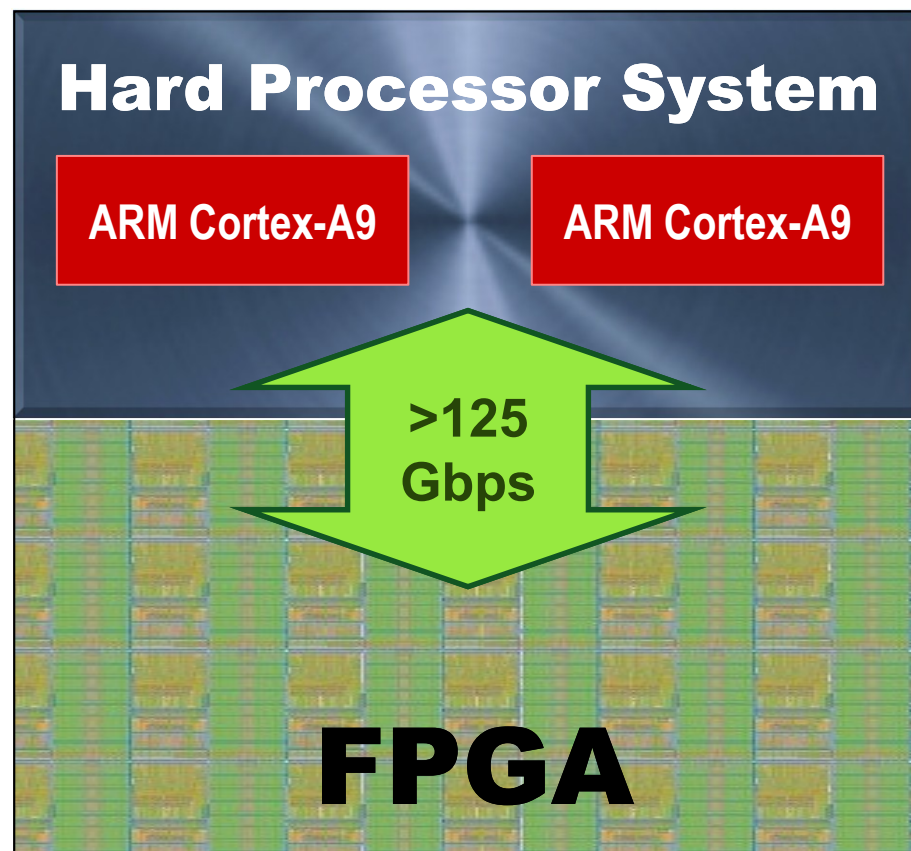 Hard Processor System
ARM Cortex-A9
ARM Cortex-A9
>125
Gbps
FPGA